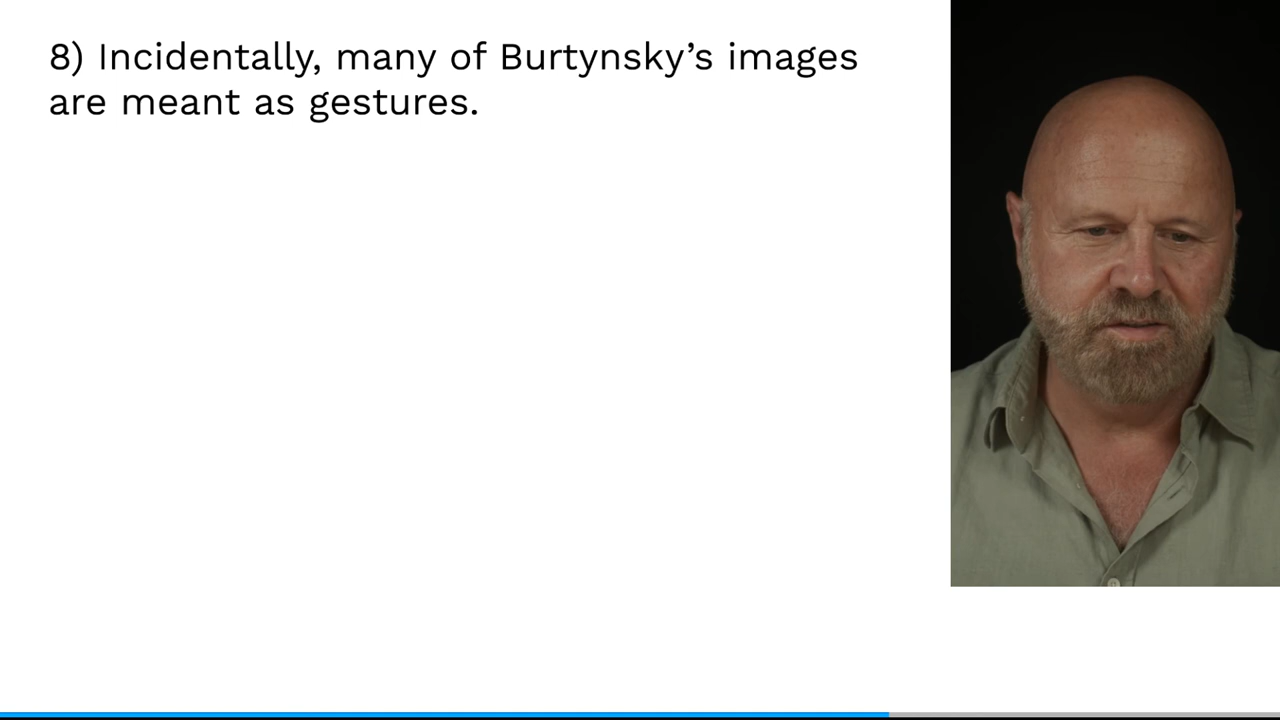 8) Incidentally, many of Burtynsky’s images
are meant as gestures.